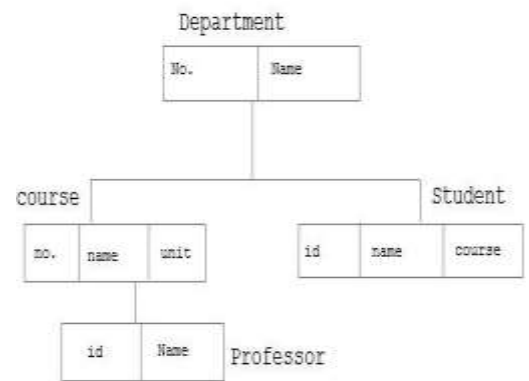 Department
No. Name
course
Student
no. name unit
id name course
id Name
Professor